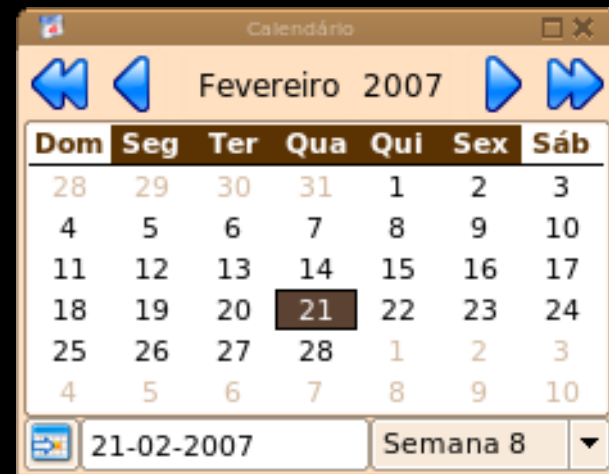 Calendário
Fevereiro 2007
Dom Seg Ter Qua Qui Sex Sáb
28 29 30 31 1 2 3
4 5 6 7 8 9 10
11 12 13 14 15 16 17
18 19 20 21 22 23 24
25 26 27 28 1 2 3
4 5 6 7 8 9 10
21-02-2007 Semana 8